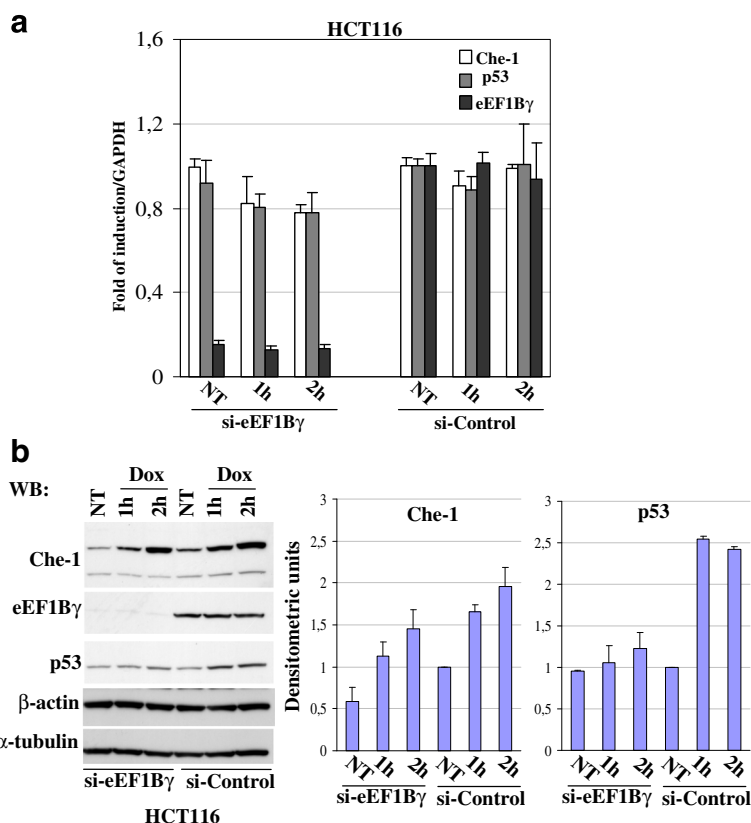 a
HCT116
Fold of induction/GAPDH
1,6
1,2
0,8
0,4
0
Che-1
p53
eEF1Bγ
NT 1h 2h NT 1h 2h
si-eEF1Bγ si-Control
b
WB:
Dox Dox
NT 1h 2h NT 1h 2h
Che-1
eEF1Bγ
p53
β-actin
α-tubulin
si-eEF1Bγ si-Control
HCT116
Che-1
Densitometric units
3
2,5
2
1,5
1
0,5
0
NT 1h 2h NT 1h 2h
si-eEF1Bγ si-Control
p53
3
2,5
2
1,5
1
0,5
0
NT 1h 2h NT 1h 2h
si-eEF1Bγ si-Control